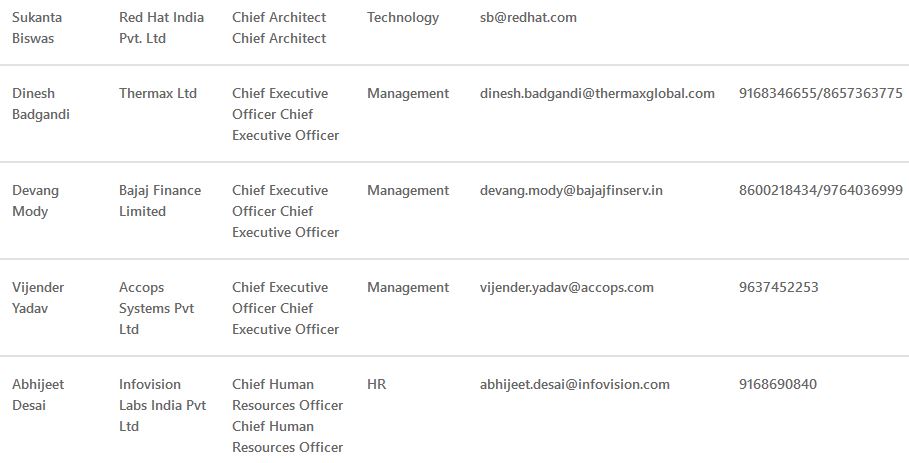 Sukanta Biswas Red Hat India Pvt. Ltd Chief Architect Chief Architect Technology sb@redhat.com
Dinesh Badgandi Thermax Ltd Chief Executive Officer Chief Executive Officer Management dinesh.badgandi@thermaxglobal.com 9168346655/8657363775
Devang Mody Bajaj Finance Limited Chief Executive Officer Chief Executive Officer Management devang.mody@bajajfinserv.in 8600218434/9764036999
Vijender Yadav Accops Systems Pvt Ltd Chief Executive Officer Chief Executive Officer Management vijender.yadav@accops.com 9637452253
Abhijeet Desai Infovision Labs India Pvt Ltd Chief Human Resources Officer Chief Human Resources Officer HR abhijeet.desai@infovision.com 9168690840